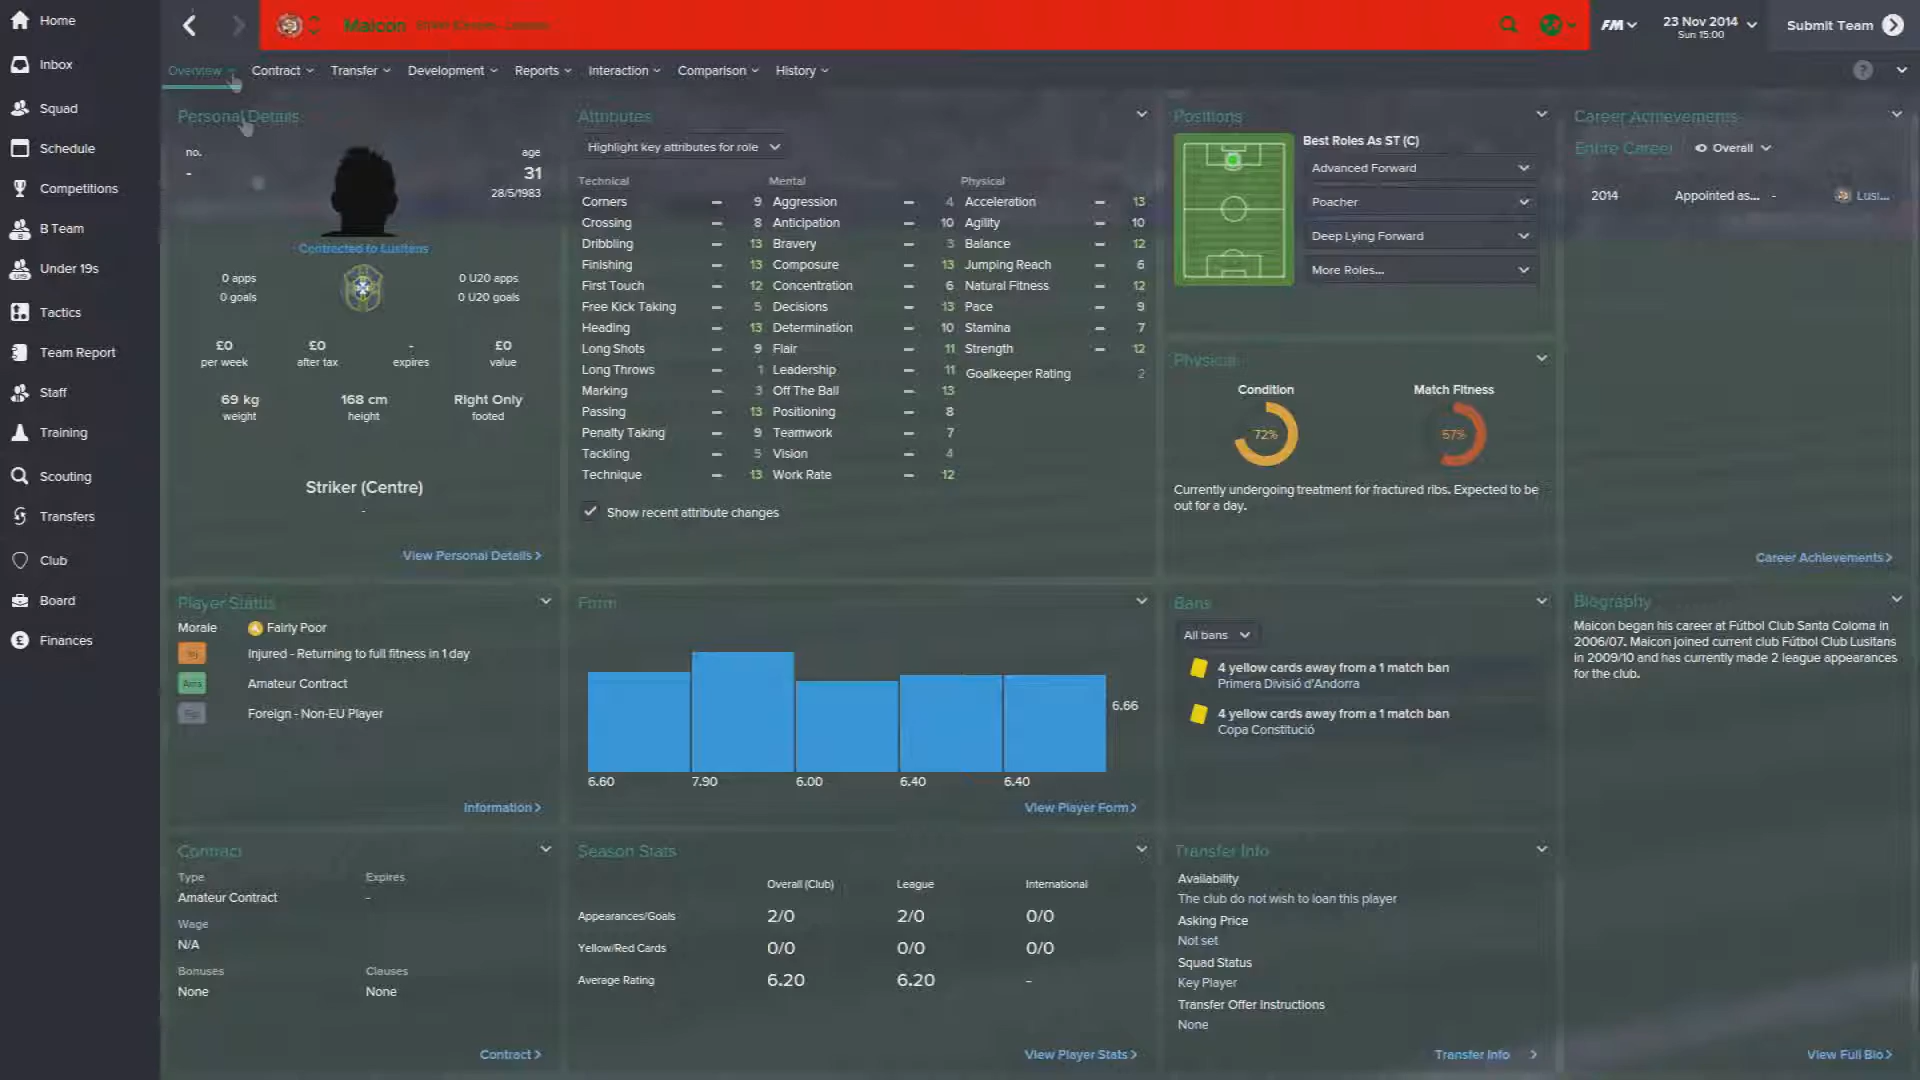 Home
Inbox
Squad
Schedule
Competitions
B Team
Under 19s
Tactics
Team Report
Staff
Training
Scouting
Transfers
Club
Board
Finances
Maicon
FM
23 Nov 2014
Sun 15:00
Submit Team
Overview Contract Transfer Development Reports Interaction Comparison History
?
Personal Details
no.
-
age
31
28/5/1983
Contracted to Lusitans
0 apps
0 goals
0 U20 apps
0 U20 goals
£0 £0 - £0
per week after tax expires value
69 kg 168 cm Right Only
weight height footed
Striker (Centre)
-
View Personal Details >
Attributes
Highlight key attributes for role
Technical Mental Physical
Corners – 9 Aggression – 4 Acceleration – 13
Crossing – 8 Anticipation – 10 Agility – 10
Dribbling – 13 Bravery – 3 Balance – 12
Finishing – 13 Composure – 13 Jumping Reach – 6
First Touch – 12 Concentration – 6 Natural Fitness – 12
Free Kick Taking – 5 Decisions – 13 Pace – 9
Heading – 13 Determination – 10 Stamina – 7
Long Shots – 9 Flair – 11 Strength – 12
Long Throws – 1 Leadership – 11 Goalkeeper Rating 2
Marking – 3 Off The Ball – 13
Passing – 13 Positioning – 8
Penalty Taking – 9 Teamwork – 7
Tackling – 5 Vision – 4
Technique – 13 Work Rate – 12
Show recent attribute changes
Positions
Best Roles As ST (C)
Advanced Forward
Poacher
Deep Lying Forward
More Roles...
Physical
Condition Match Fitness
72% 57%
Currently undergoing treatment for fractured ribs. Expected to be
out for a day.
Career Achievements
Entire Career Overall
2014 Appointed as... - Lusi...
Career Achievements >
Player Status
Morale Fairly Poor
Inj Injured - Returning to full fitness in 1 day
Ama Amateur Contract
Foreign - Non-EU Player
Information >
Form
6.66
6.60 7.90 6.00 6.40 6.40
View Player Form >
Bans
All bans
4 yellow cards away from a 1 match ban
Primera Divisió d'Andorra
4 yellow cards away from a 1 match ban
Copa Constitució
Biography
Maicon began his career at Fútbol Club Santa Coloma in
2006/07. Maicon joined current club Fútbol Club Lusitans
in 2009/10 and has currently made 2 league appearances
for the club.
Contract
Type Expires
Amateur Contract -
Wage
N/A
Bonuses Clauses
None None
Contract >
Season Stats
Overall (Club) League International
Appearances/Goals 2/0 2/0 0/0
Yellow/Red Cards 0/0 0/0 0/0
Average Rating 6.20 6.20 -
View Player Stats >
Transfer Info
Availability
The club do not wish to loan this player
Asking Price
Not set
Squad Status
Key Player
Transfer Offer Instructions
None
Transfer Info >
View Full Bio >